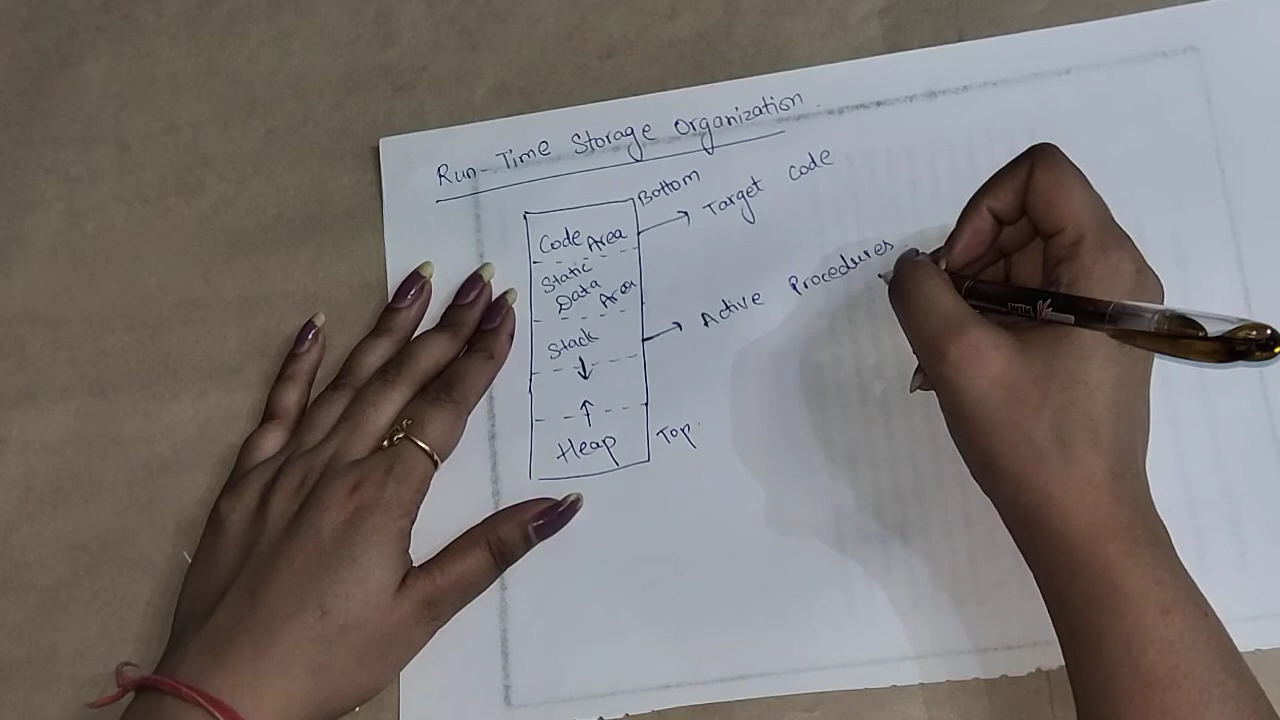 Run-Time Storage Organization.
Bottom
Code Area
Target code
Static
Data Area
Stack
Active Procedures
Heap
Top.